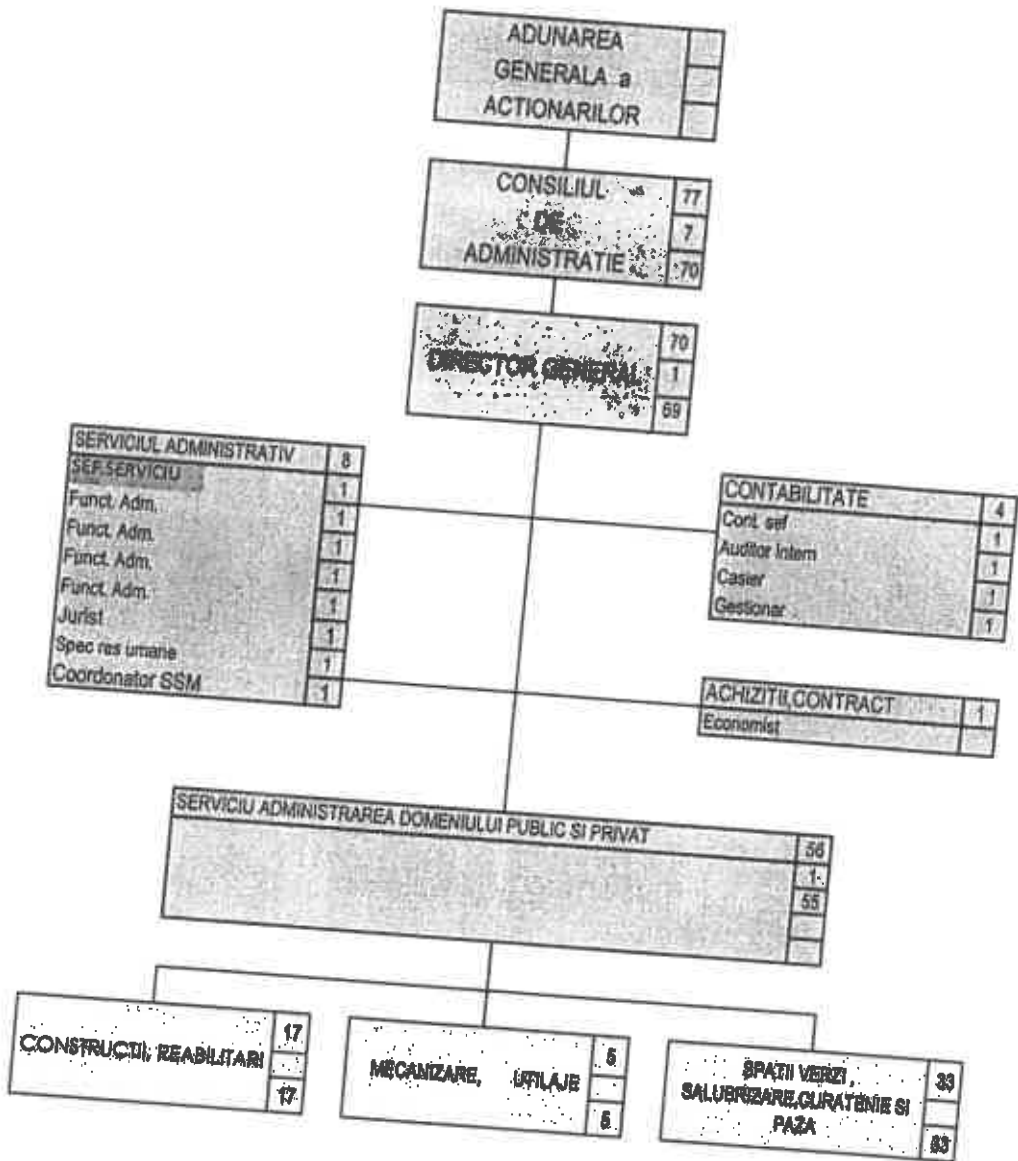 ADUNAREA
GENERALA a
ACTIONARILOR
CONSILIUL
DE
ADMINISTRATIE
77
7
70
DIRECTOR GENERAL
70
1
69
SERVICIUL ADMINISTRATIV 8
SEF SERVICIU 1
Funct. Adm. 1
Funct. Adm. 1
Funct. Adm. 1
Funct. Adm. 1
Jurist 1
Spec res umane 1
Coordonator SSM 1
CONTABILITATE 4
Cont. sef 1
Auditor Intern 1
Casier 1
Gestionar 1
ACHIZITII,CONTRACT 1
Economist
SERVICIU ADMINISTRAREA DOMENIULUI PUBLIC SI PRIVAT 56
1
55
CONSTRUCTII, REABILITARI
17
17
MECANIZARE, UTILAJE
5
5
SPATII VERZI ,
SALUBRIZARE,CURATENIE SI
PAZA
33
33